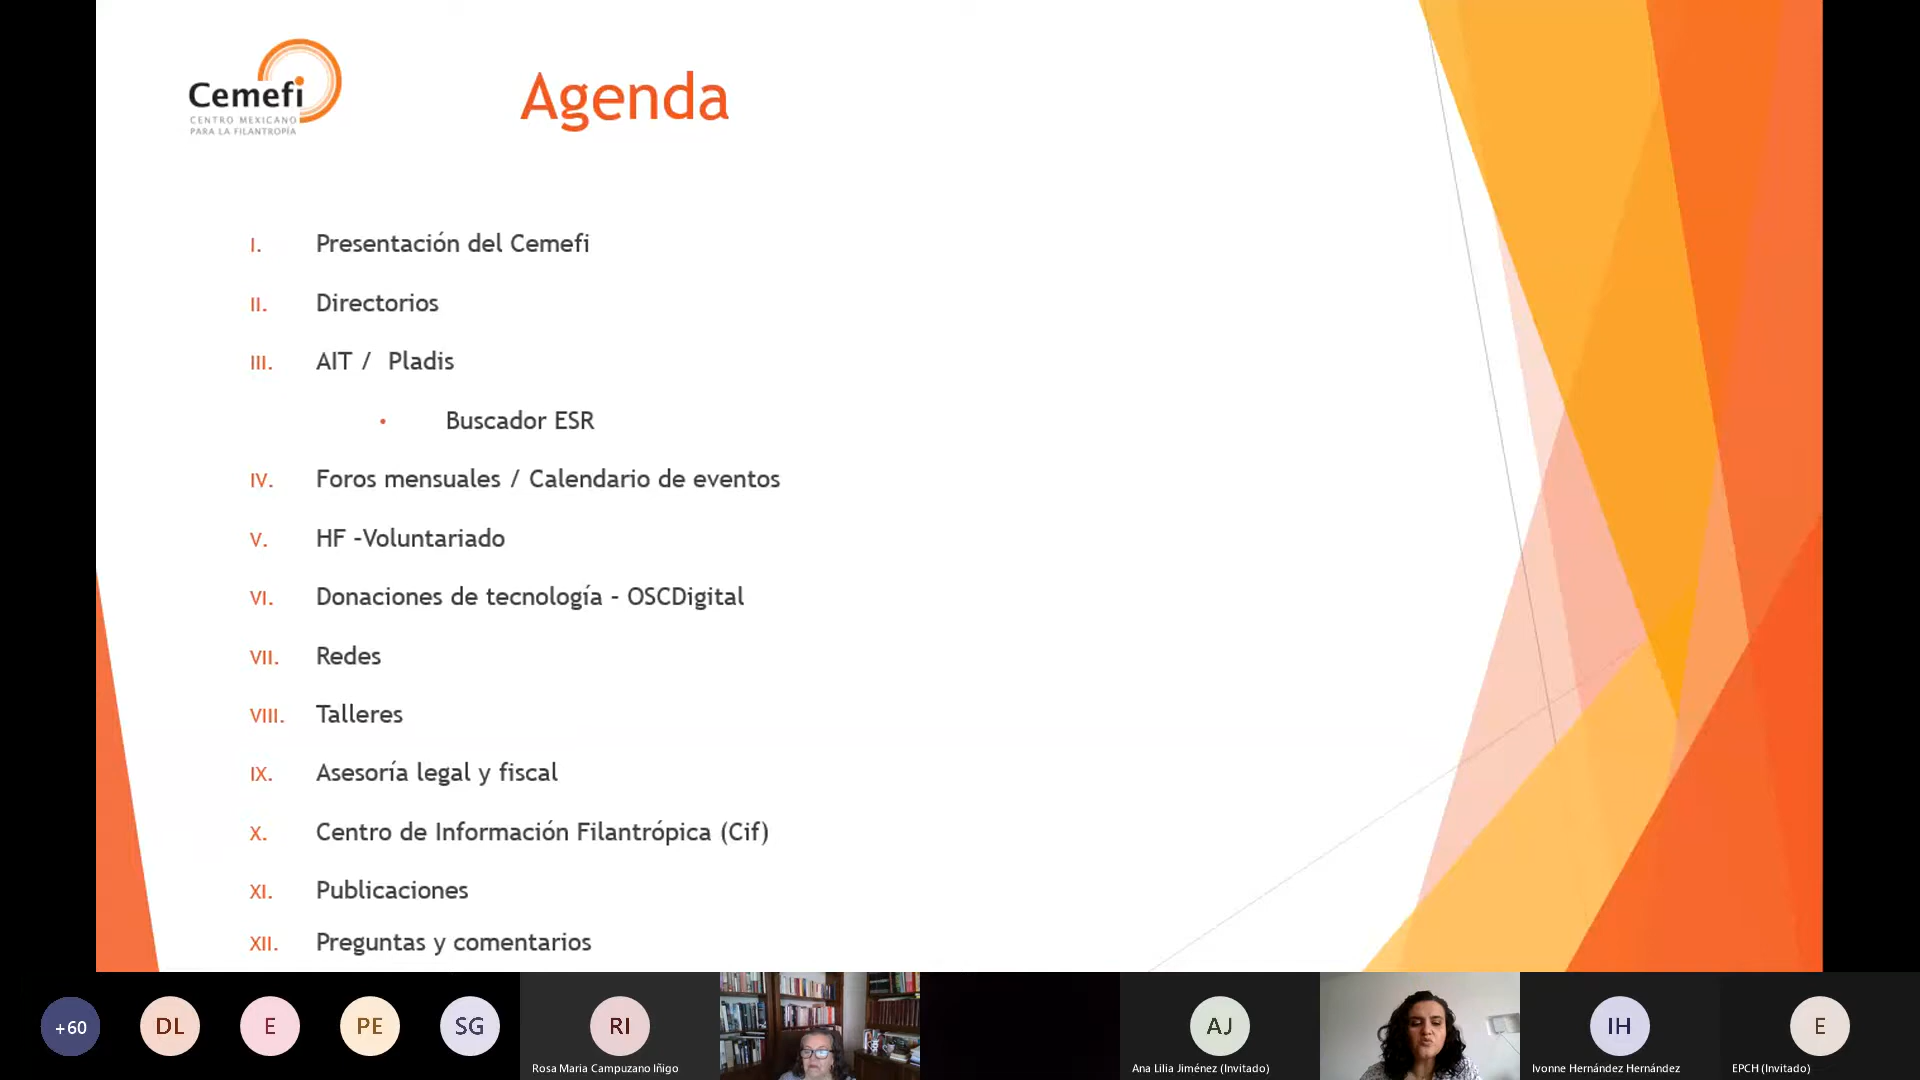 Cemefi
CENTRO MEXICANO
PARA LA FILANTROPÍA
Agenda
I. Presentación del Cemefi
II. Directorios
III. AIT / Pladis
• Buscador ESR
IV. Foros mensuales / Calendario de eventos
V. HF -Voluntariado
VI. Donaciones de tecnología - OSCDigital
VII. Redes
VIII. Talleres
IX. Asesoría legal y fiscal
X. Centro de Información Filantrópica (Cif)
XI. Publicaciones
XII. Preguntas y comentarios
+60 DL E PE SG RI AJ IH E
Rosa Maria Campuzano Iñigo Ana Lilia Jiménez (Invitado) Ivonne Hernández Hernández EPCH (Invitado)